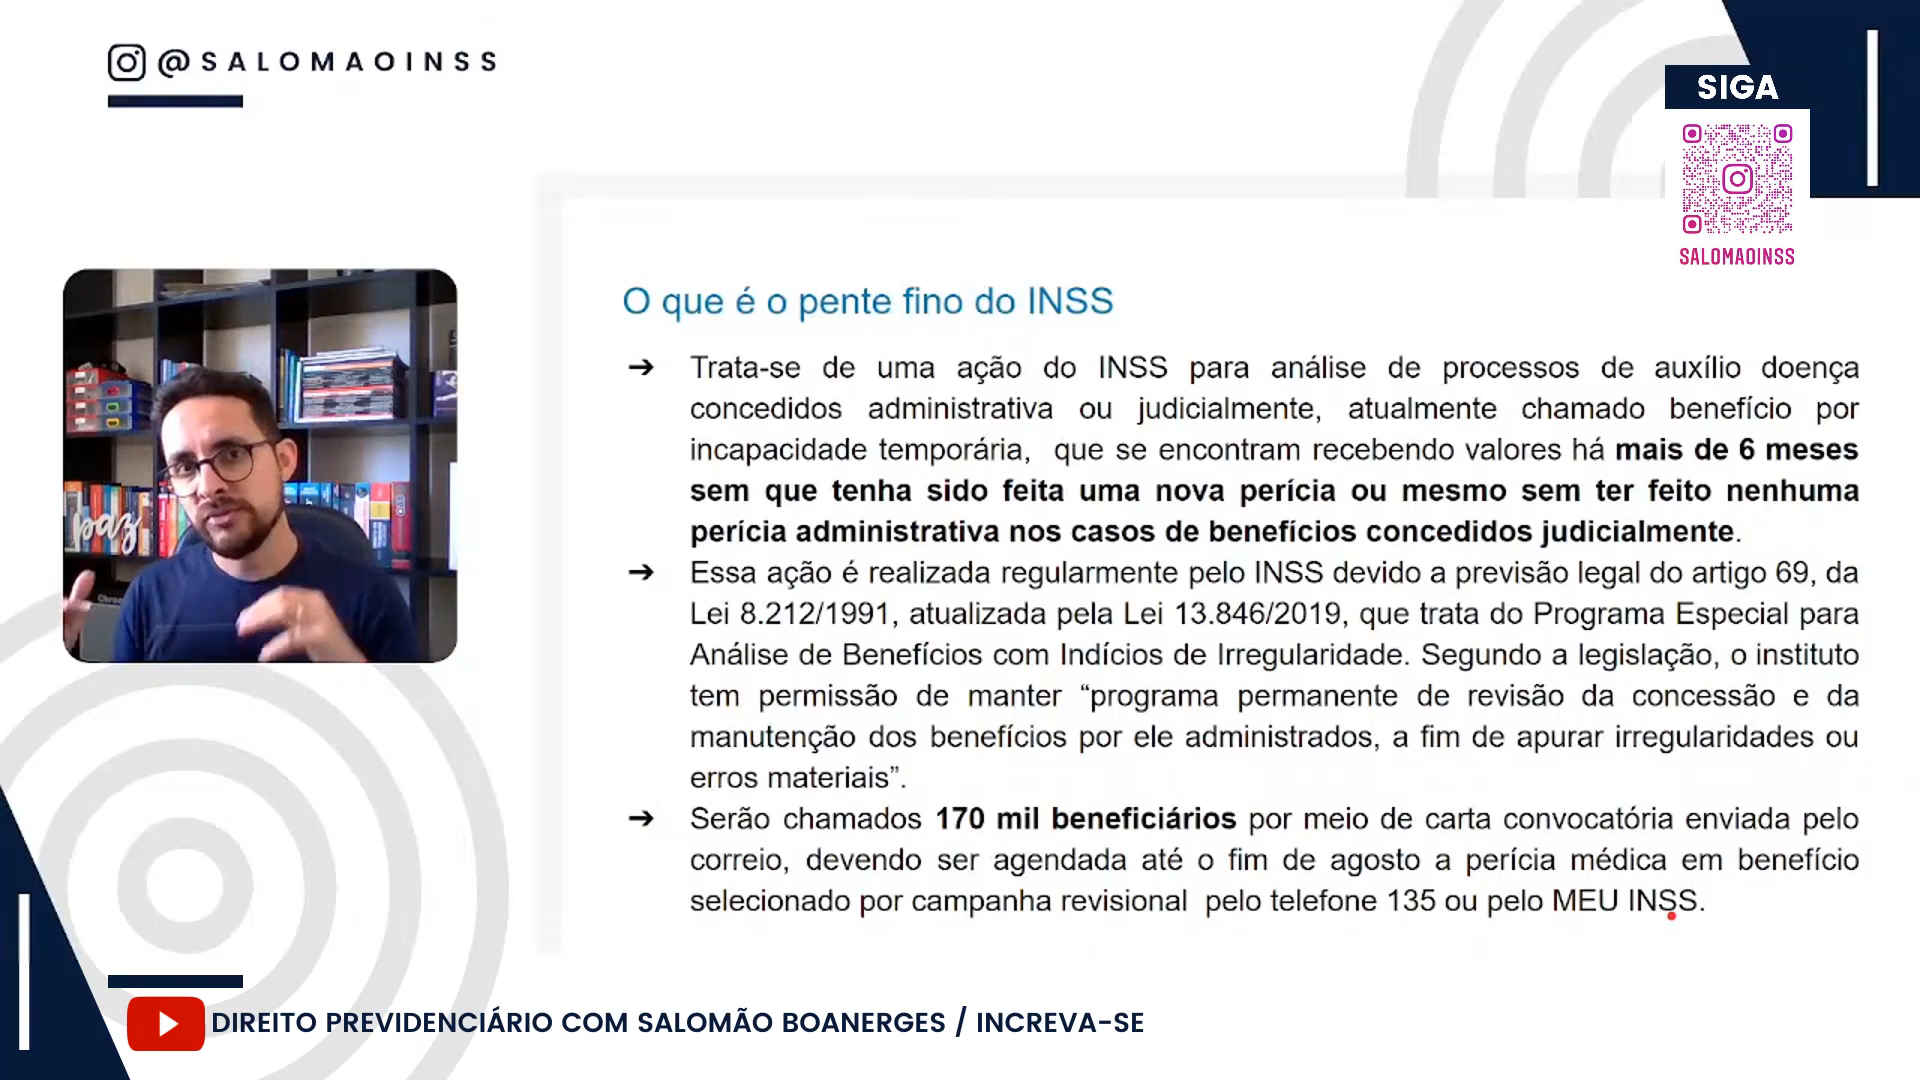 @SALOMAOINSS
SIGA
SALOMAOINSS
O que é o pente fino do INSS
➔ Trata-se de uma ação do INSS para análise de processos de auxílio doença
concedidos administrativa ou judicialmente, atualmente chamado benefício por
incapacidade temporária, que se encontram recebendo valores há mais de 6 meses
sem que tenha sido feita uma nova perícia ou mesmo sem ter feito nenhuma
perícia administrativa nos casos de benefícios concedidos judicialmente.
➔ Essa ação é realizada regularmente pelo INSS devido a previsão legal do artigo 69, da
Lei 8.212/1991, atualizada pela Lei 13.846/2019, que trata do Programa Especial para
Análise de Benefícios com Indícios de Irregularidade. Segundo a legislação, o instituto
tem permissão de manter “programa permanente de revisão da concessão e da
manutenção dos benefícios por ele administrados, a fim de apurar irregularidades ou
erros materiais”.
➔ Serão chamados 170 mil beneficiários por meio de carta convocatória enviada pelo
correio, devendo ser agendada até o fim de agosto a perícia médica em benefício
selecionado por campanha revisional pelo telefone 135 ou pelo MEU INSS.
paz
DIREITO PREVIDENCIÁRIO COM SALOMÃO BOANERGES / INCREVA-SE